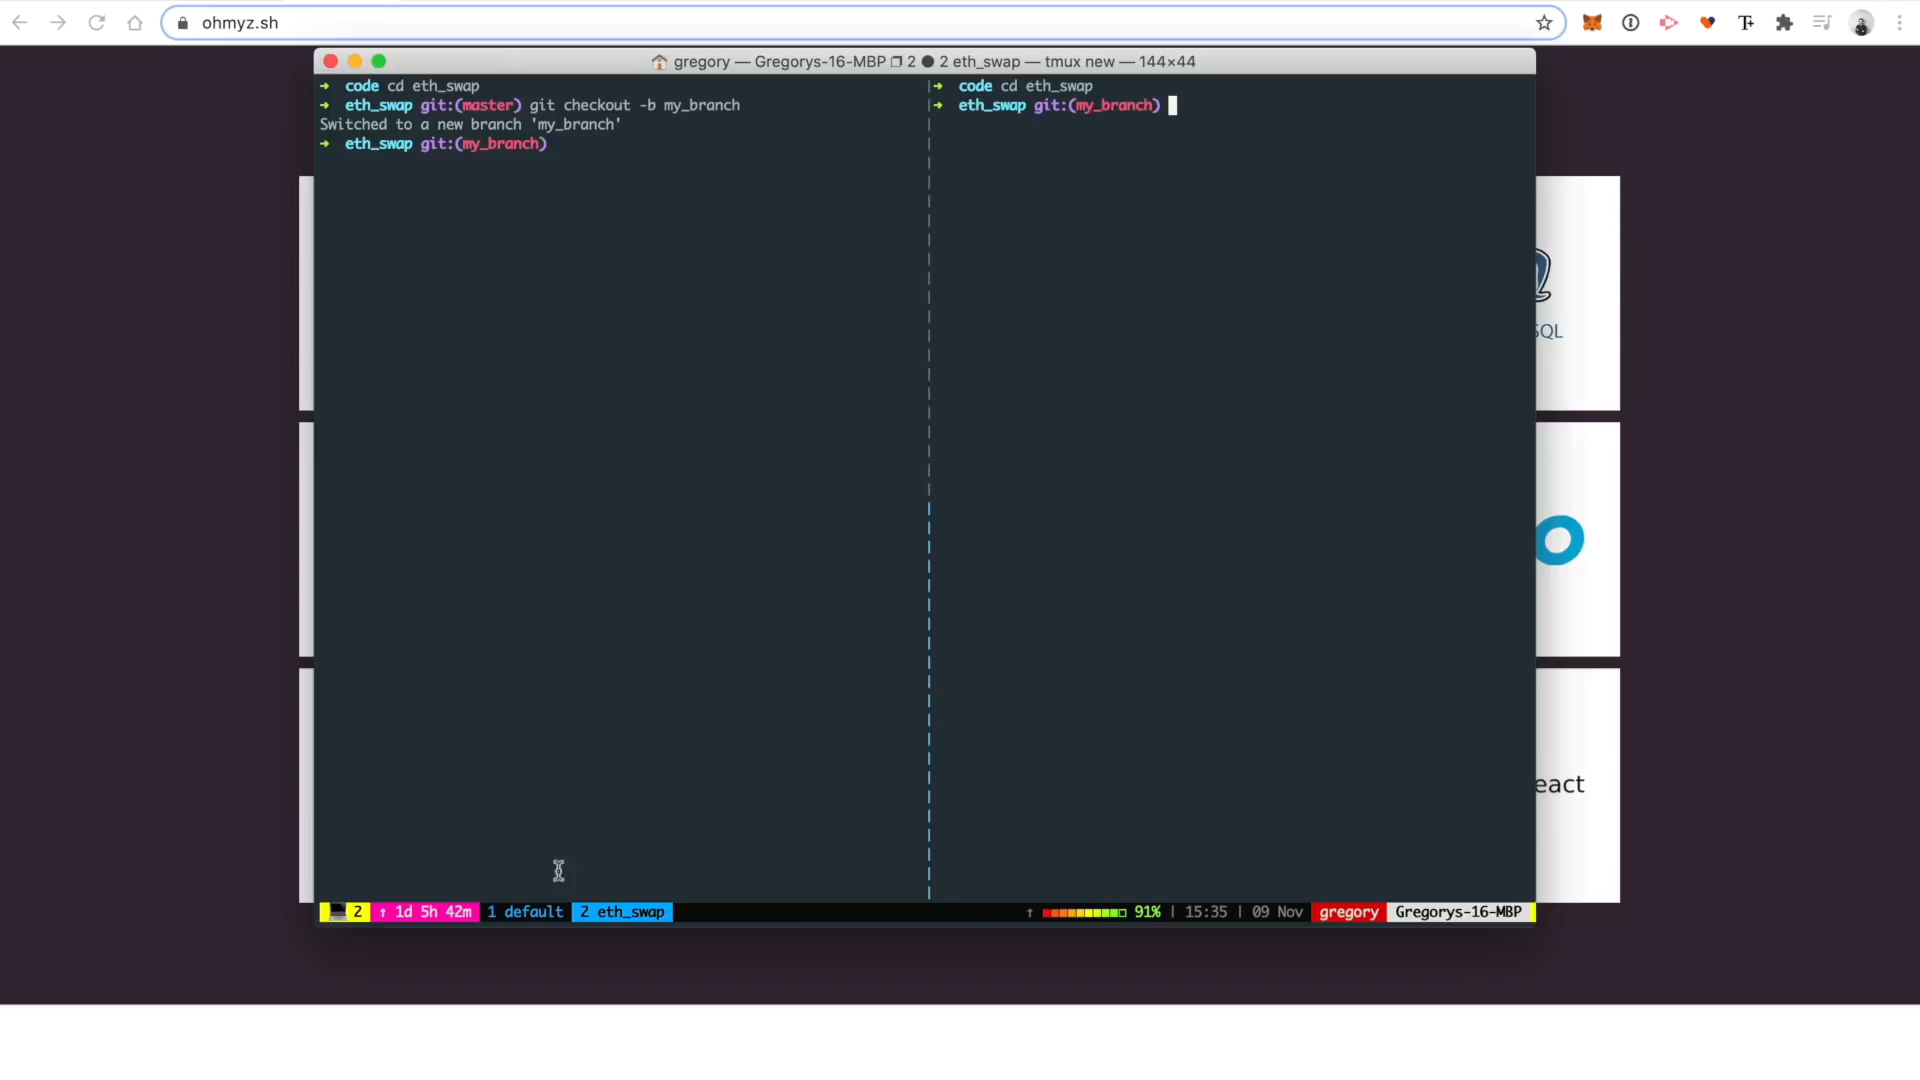 ohmyz.sh
gregory — Gregorys-16-MBP ❐ 2 ● 2 eth_swap — tmux new — 144×44
➜ code cd eth_swap
➜ eth_swap git:(master) git checkout -b my_branch
Switched to a new branch 'my_branch'
➜ eth_swap git:(my_branch)
➜ code cd eth_swap
➜ eth_swap git:(my_branch)
SQL
eact
2 ↑ 1d 5h 42m 1 default 2 eth_swap ↑ 91% | 15:35 | 09 Nov gregory Gregorys-16-MBP